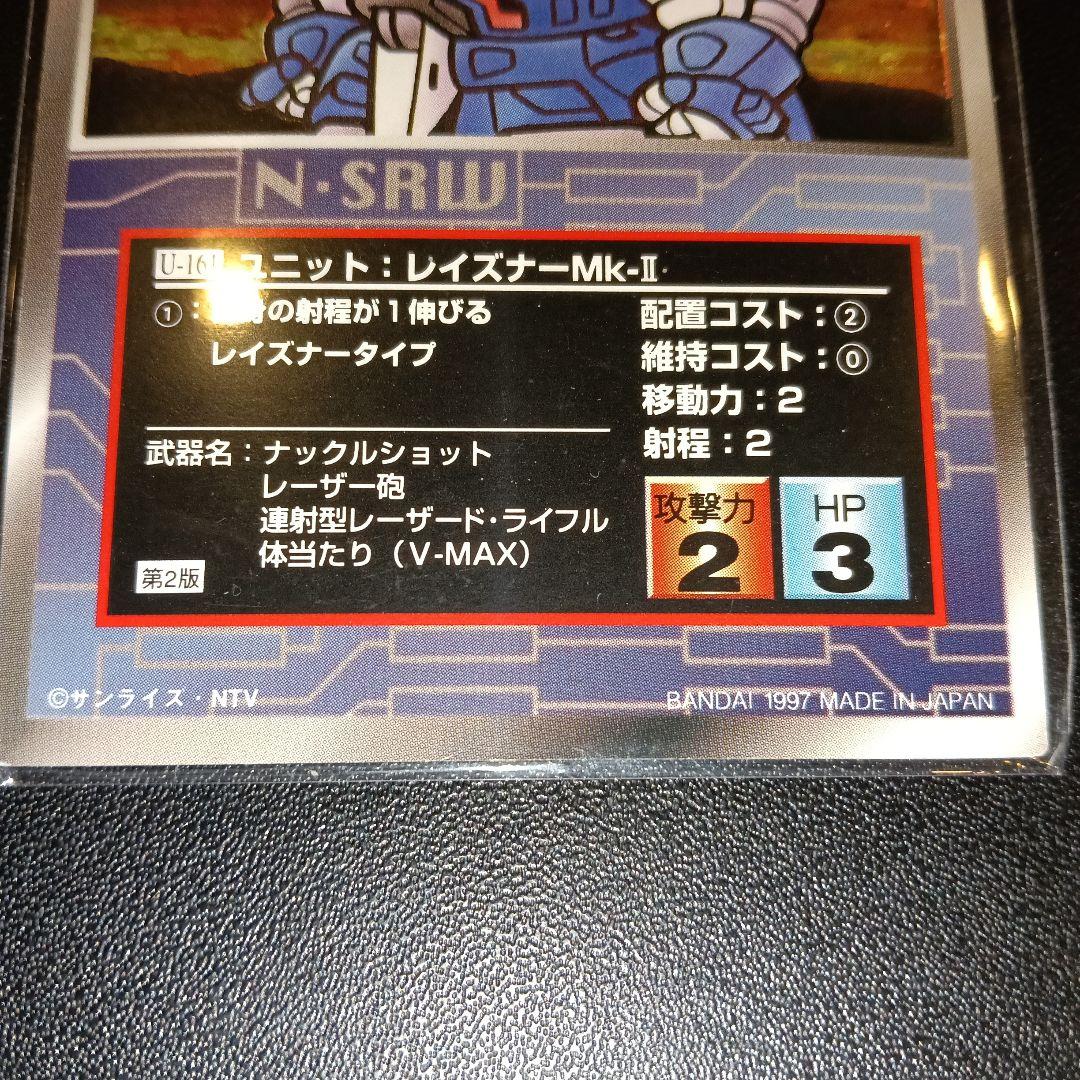 N·SRW
U-161 ユニット：レイズナーMk-Ⅱ
①： の射程が1伸びる
レイズナータイプ
配置コスト：②
維持コスト：⓪
移動力：2
射程：2
武器名：ナックルショット
レーザー砲
連射型レーザード・ライフル
体当たり（V-MAX）
攻撃力
2
HP
3
第2版
©サンライズ・NTV
BANDAI 1997 MADE IN JAPAN